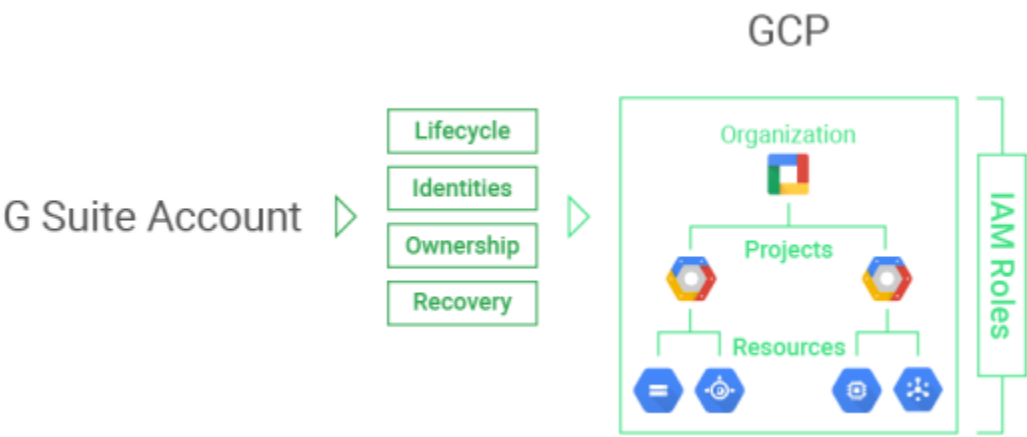 GCP
G Suite Account
Lifecycle
Identities
Ownership
Recovery
Organization
Projects
Resources
IAM Roles